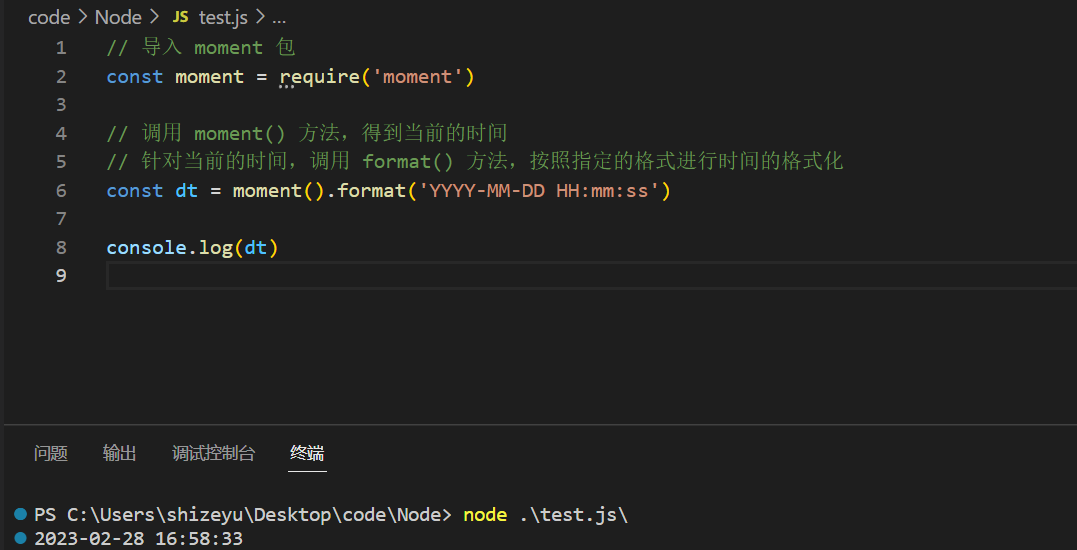 code > Node > JS test.js > ...
1 // 导入 moment 包
2 const moment = require('moment')
3
4 // 调用 moment() 方法，得到当前的时间
5 // 针对当前的时间，调用 format() 方法，按照指定的格式进行时间的格式化
6 const dt = moment().format('YYYY-MM-DD HH:mm:ss')
7
8 console.log(dt)
9
问题 输出 调试控制台 终端
PS C:\Users\shizeyu\Desktop\code\Node> node .\test.js\
2023-02-28 16:58:33